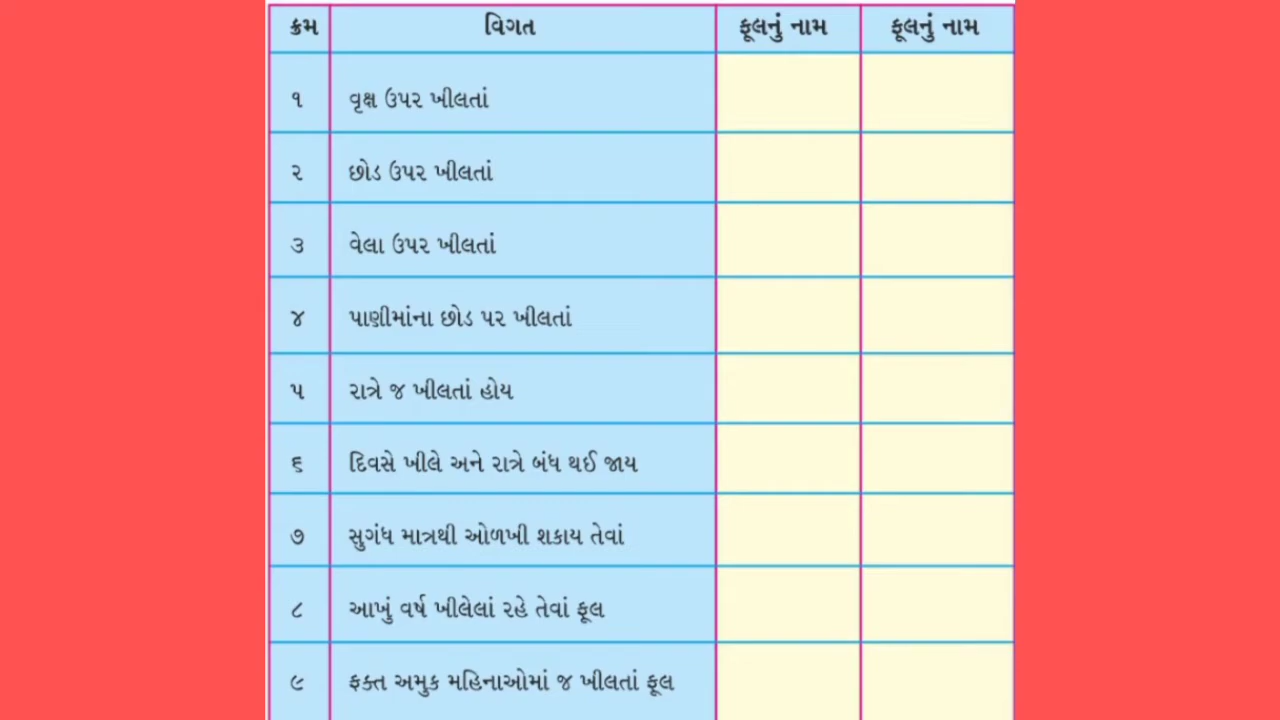 ક્રમ વિગત ફૂલનું નામ ફૂલનું નામ
૧ વૃક્ષ ઉપર ખીલતાં
૨ છોડ ઉપર ખીલતાં
૩ વેલા ઉપર ખીલતાં
૪ પાણીમાંના છોડ પર ખીલતાં
૫ રાત્રે જ ખીલતાં હોય
૬ દિવસે ખીલે અને રાત્રે બંધ થઈ જાય
૭ સુગંધ માત્રથી ઓળખી શકાય તેવાં
૮ આખું વર્ષ ખીલેલાં રહે તેવાં ફૂલ
૯ ફક્ત અમુક મહિનાઓમાં જ ખીલતાં ફૂલ